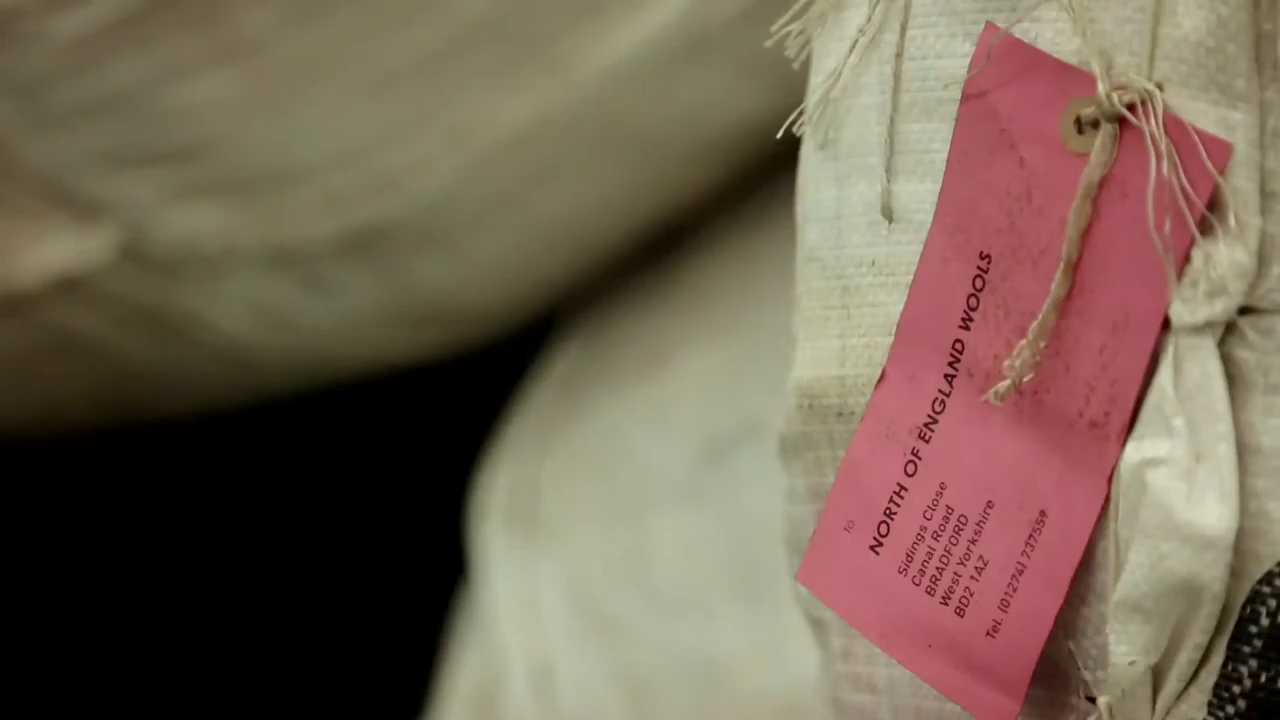 To
NORTH OF ENGLAND WOOLS
Sidings Close
Canal Road
BRADFORD
West Yorkshire
BD2 1AZ
Tel. (01274) 737559